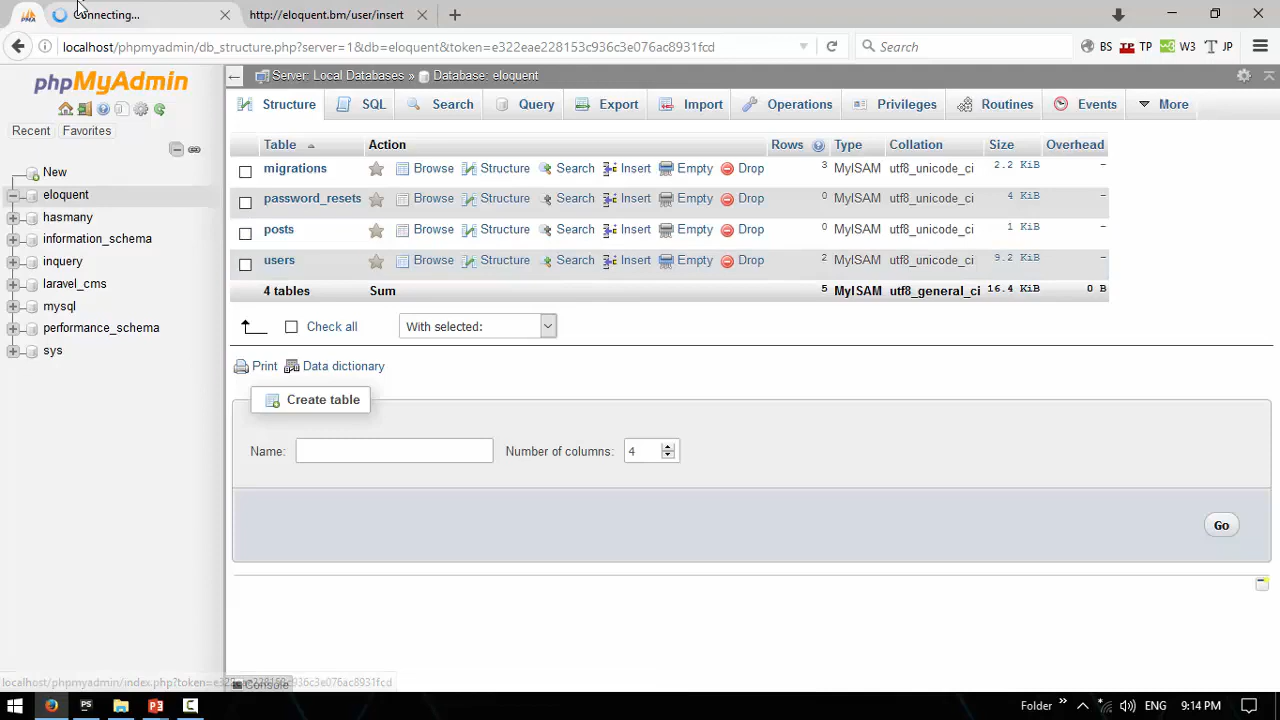 Connecting...
http://eloquent.bm/user/insert
localhost/phpmyadmin/db_structure.php?server=1&db=eloquent&token=e322eae228153c936c3e076ac8931fcd
Search
BS
TP
TP
W3
JP
phpMyAdmin
Recent
Favorites
New
eloquent
hasmany
information_schema
inquery
laravel_cms
mysql
performance_schema
sys
Server: Local Databases » Database: eloquent
Structure SQL Search Query Export Import Operations Privileges Routines Events More
Table Action Rows Type Collation Size Overhead
migrations Browse Structure Search Insert Empty Drop 3 MyISAM utf8_unicode_ci 2.2 KiB –
password_resets Browse Structure Search Insert Empty Drop 0 MyISAM utf8_unicode_ci 4 KiB –
posts Browse Structure Search Insert Empty Drop 0 MyISAM utf8_unicode_ci 1 KiB –
users Browse Structure Search Insert Empty Drop 2 MyISAM utf8_unicode_ci 9.2 KiB –
4 tables Sum 5 MyISAM utf8_general_ci 16.4 KiB 0 B
Check all With selected:
Print Data dictionary
Create table
Name: Number of columns: 4
Go
Console
Folder
ENG
9:14 PM